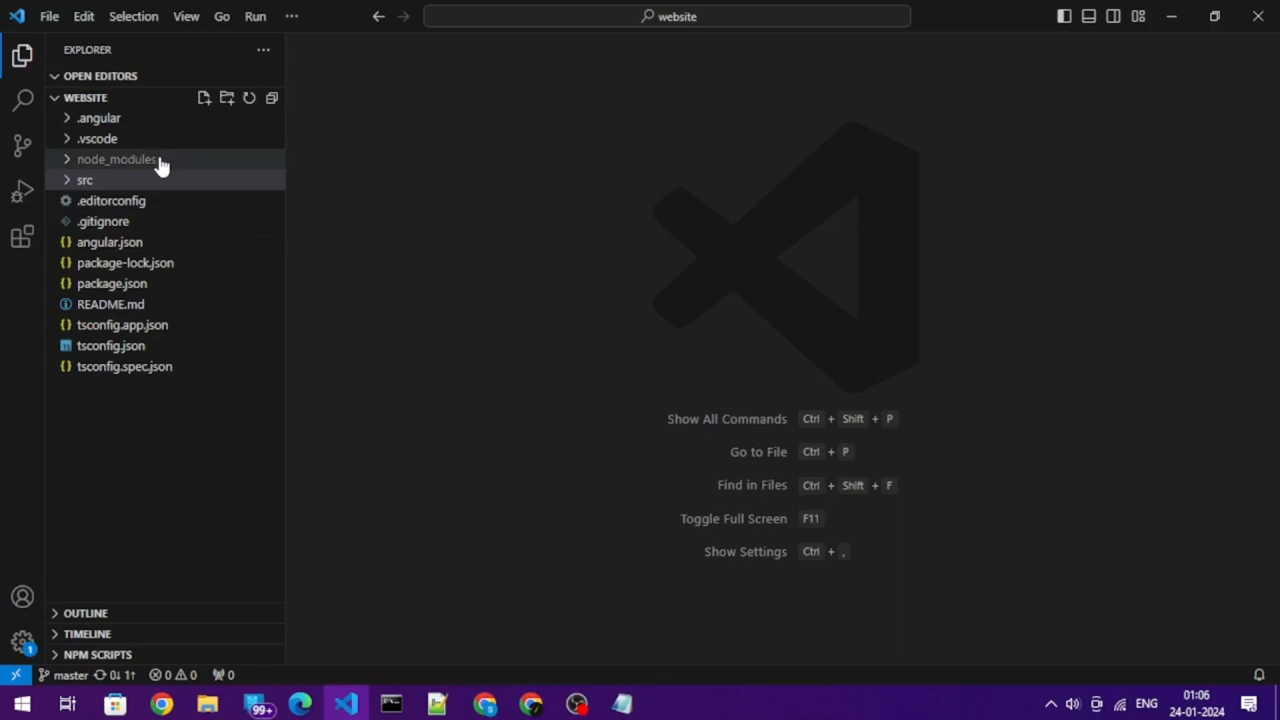 File Edit Selection View Go Run ··· website
EXPLORER ···
OPEN EDITORS
WEBSITE
.angular
.vscode
node_modules
src
.editorconfig
.gitignore
{} angular.json
{} package-lock.json
{} package.json
README.md
{} tsconfig.app.json
TS tsconfig.json
{} tsconfig.spec.json
Show All Commands Ctrl + Shift + P
Go to File Ctrl + P
Find in Files Ctrl + Shift + F
Toggle Full Screen F11
Show Settings Ctrl + ,
OUTLINE
TIMELINE
1
NPM SCRIPTS
master 0↓ 1↑ 0 0 0
99+
ENG
01:06
24-01-2024